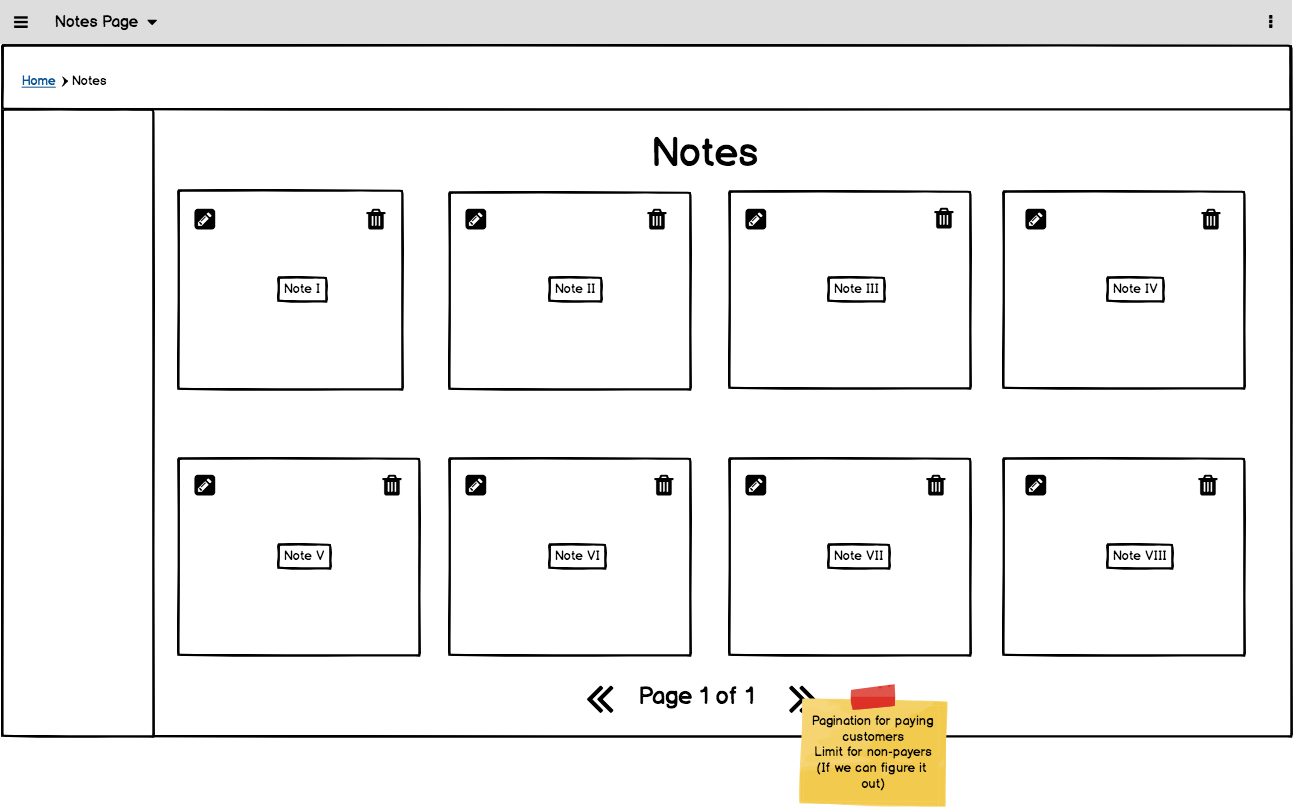 Notes Page
Home > Notes
Notes
Note I
Note II
Note III
Note IV
Note V
Note VI
Note VII
Note VIII
Page 1 of 1
Pagination for paying
customers
Limit for non-payers
(If we can figure it
out)